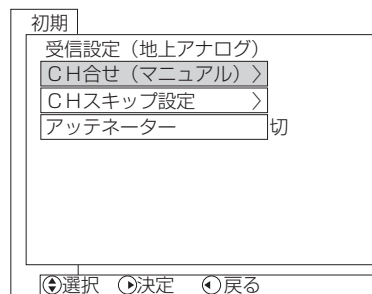 初期
受信設定（地上アナログ）
ＣＨ合せ（マニュアル）〉
ＣＨスキップ設定　〉
アッテネーター　切
選択　決定　戻る